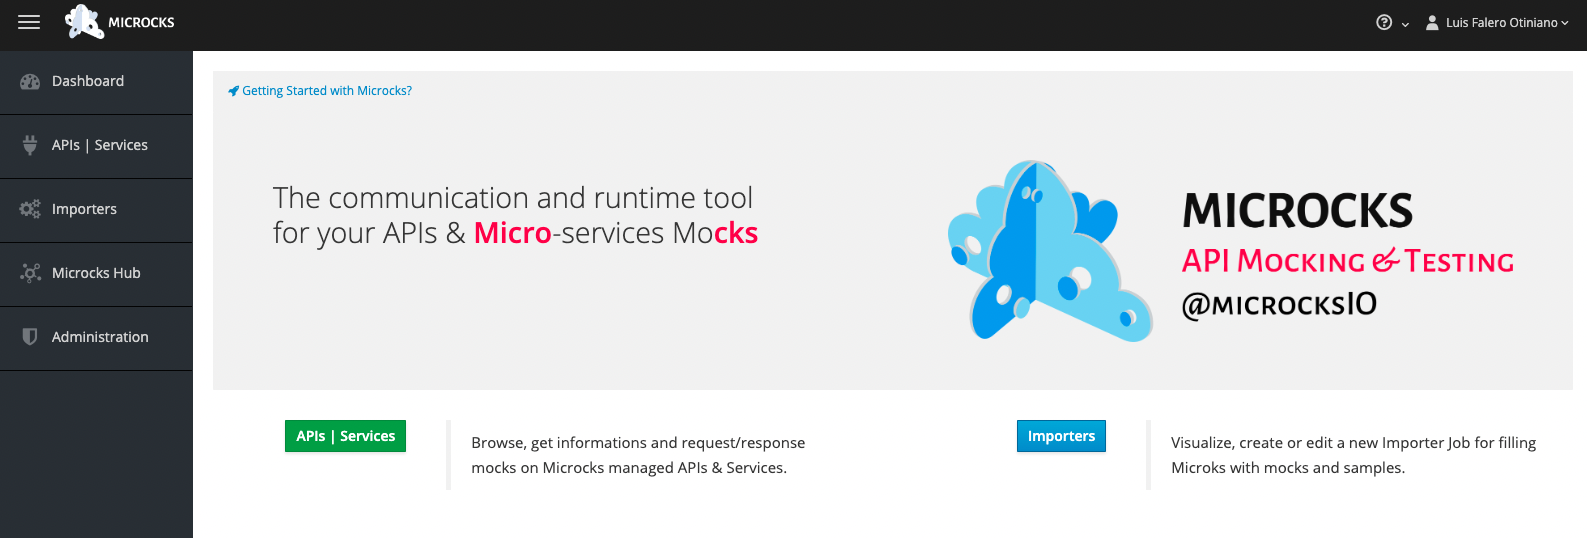 MICROCKS
Luis Falero Otiniano
Dashboard
APIs | Services
Importers
Microcks Hub
Administration
Getting Started with Microcks?
The communication and runtime tool
for your APIs & Micro-services Mocks
MICROCKS
API Mocking & Testing
@microcksIO
APIs | Services
Browse, get informations and request/response
mocks on Microcks managed APIs & Services.
Importers
Visualize, create or edit a new Importer Job for filling
Microks with mocks and samples.